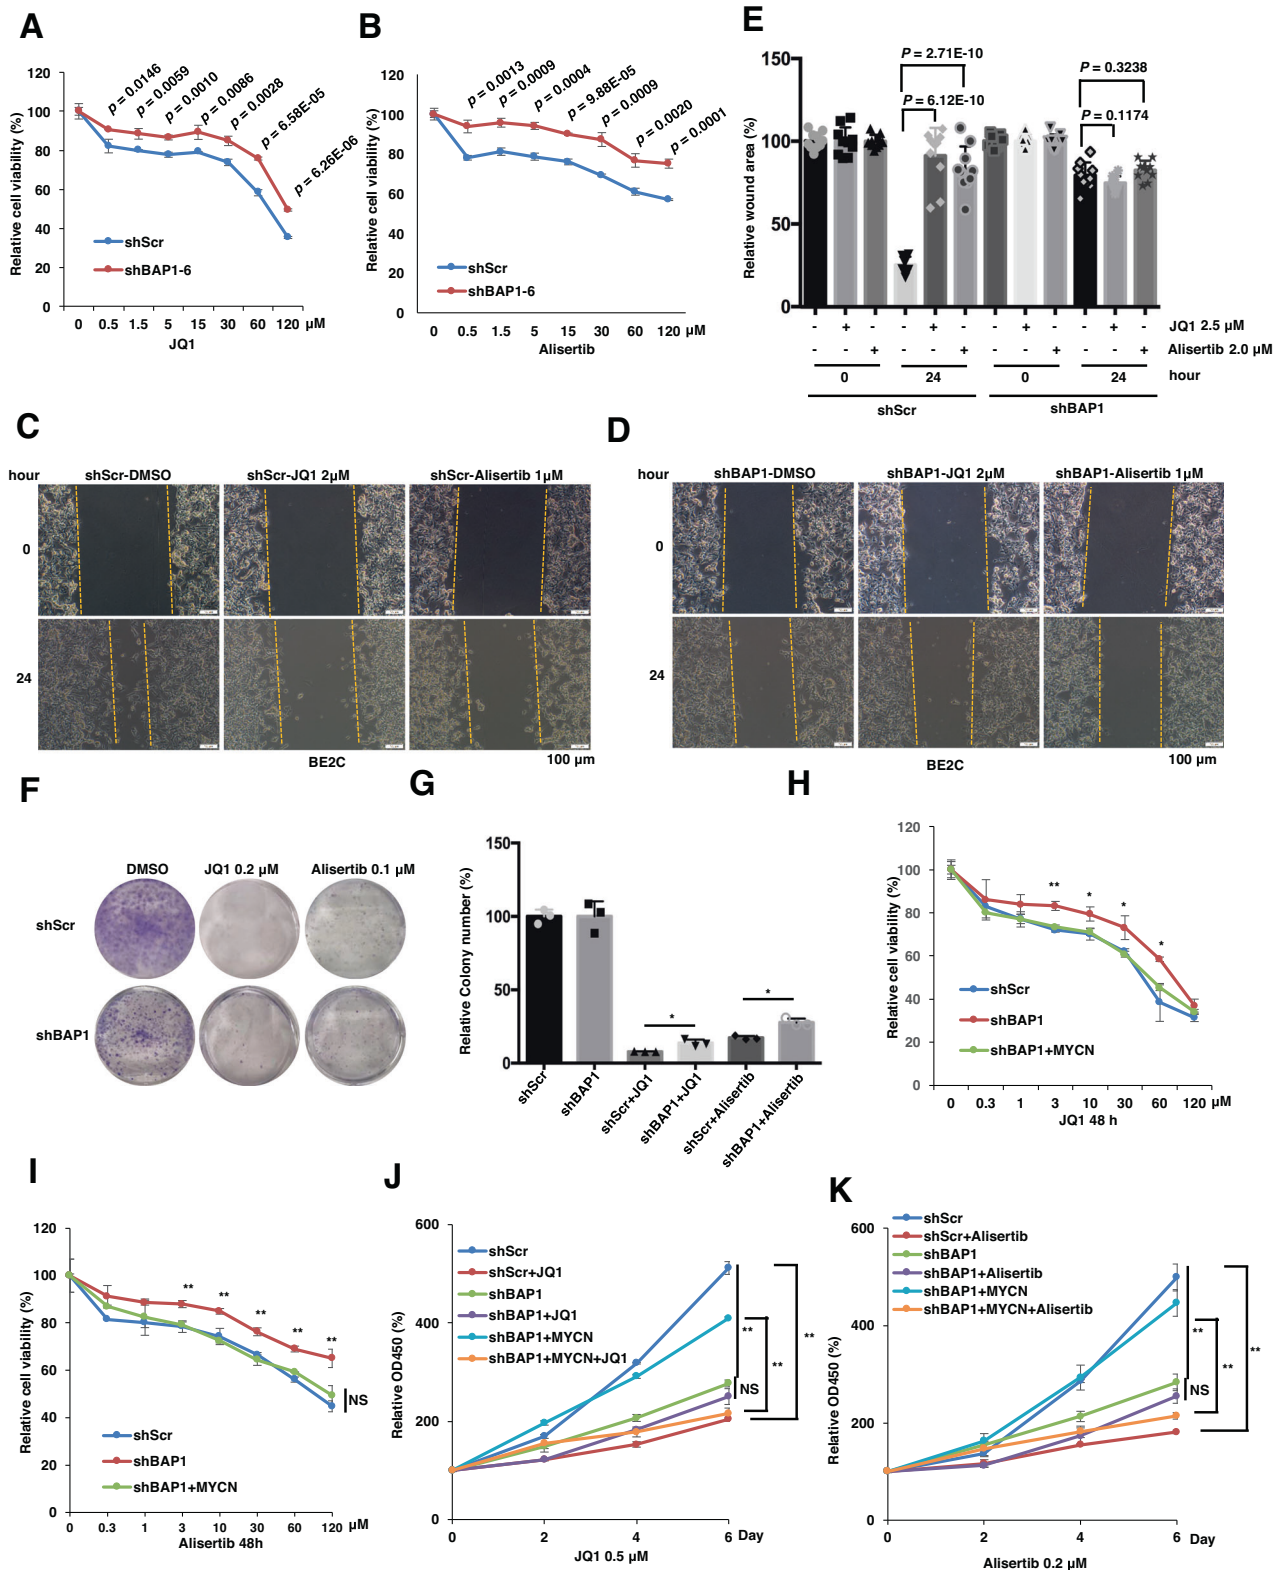 A
Relative cell viability (%)
120
100
80
60
40
20
0
p = 0.0146
p = 0.0059
p = 0.0010
p = 0.0086
p = 0.0028
p = 6.58E-05
p = 6.26E-06
shScr
shBAP1-6
0 0.5 1.5 5 15 30 60 120 μM
JQ1
B
Relative cell viability (%)
120
100
80
60
40
20
0
p = 0.0013
p = 0.0009
p = 0.0004
p = 9.88E-05
p = 0.0009
p = 0.0020
p = 0.0001
shScr
shBAP1-6
0 0.5 1.5 5 15 30 60 120 μM
Alisertib
E
Relative wound area (%)
150
100
50
0
P = 2.71E-10
P = 6.12E-10
P = 0.3238
P = 0.1174
- + - - + - - + - - + - JQ1 2.5 μM
- - + - - + - - + - - + Alisertib 2.0 μM
0 24 0 24 hour
shScr shBAP1
C
hour shScr-DMSO shScr-JQ1 2μM shScr-Alisertib 1μM
0
24
BE2C 100 μm
D
hour shBAP1-DMSO shBAP1-JQ1 2μM shBAP1-Alisertib 1μM
0
24
BE2C 100 μm
F
DMSO JQ1 0.2 μM Alisertib 0.1 μM
shScr
shBAP1
G
Relative Colony number (%)
150
100
50
0
* *
shScr
shBAP1
shScr+JQ1
shBAP1+JQ1
shScr+Alisertib
shBAP1+Alisertib
H
Relative cell viability (%)
120
100
80
60
40
20
0
** * * *
shScr
shBAP1
shBAP1+MYCN
0 0.3 1 3 10 30 60 120 μM
JQ1 48 h
I
Relative cell viability (%)
120
100
80
60
40
20
0
** ** ** ** **
NS
shScr
shBAP1
shBAP1+MYCN
0 0.3 1 3 10 30 60 120 μM
Alisertib 48h
J
Relative OD450 (%)
600
400
200
0
shScr
shScr+JQ1
shBAP1
shBAP1+JQ1
shBAP1+MYCN
shBAP1+MYCN+JQ1
** ** **
NS
0 2 4 6 Day
JQ1 0.5 μM
K
Relative OD450 (%)
600
400
200
0
shScr
shScr+Alisertib
shBAP1
shBAP1+Alisertib
shBAP1+MYCN
shBAP1+MYCN+Alisertib
** ** **
NS
0 2 4 6 Day
Alisertib 0.2 μM